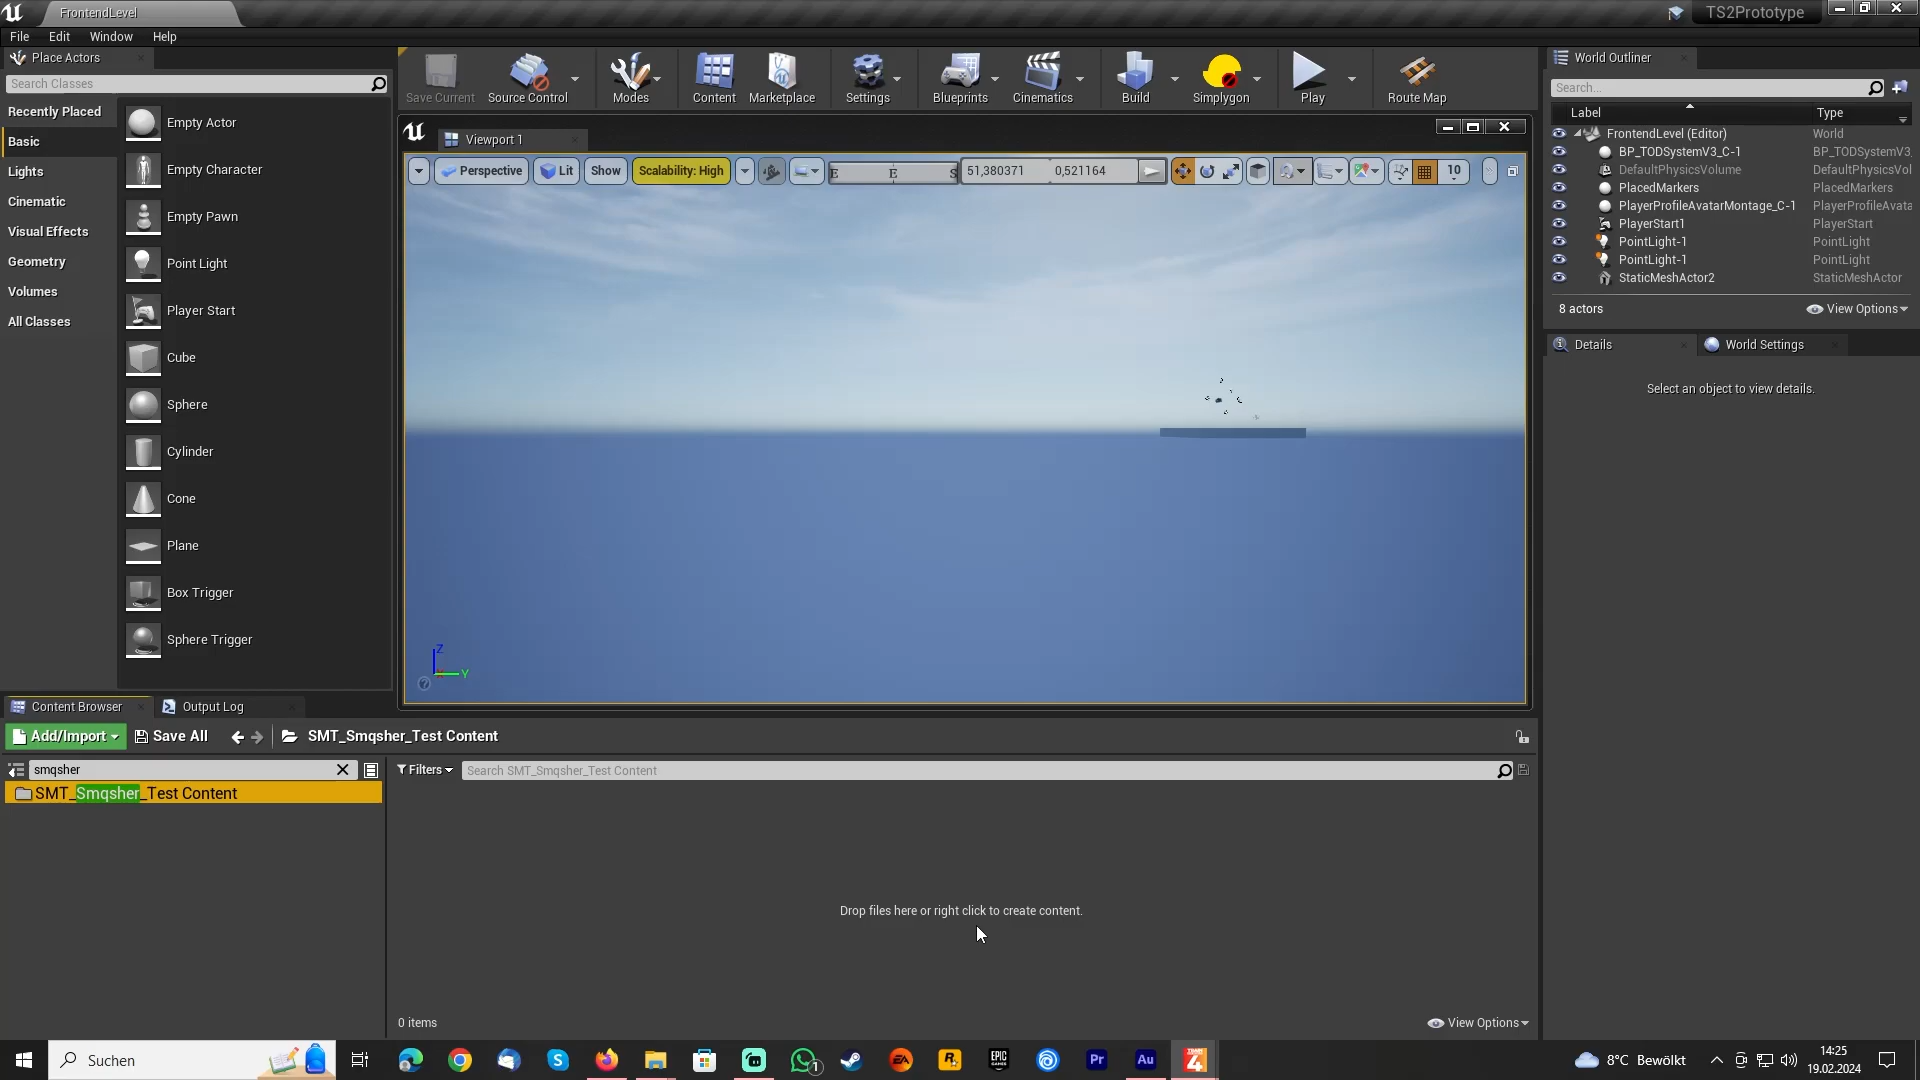 FrontendLevel
TS2Prototype
File
Edit
Window
Help
Place Actors
Search Classes
Recently Placed
Basic
Lights
Cinematic
Visual Effects
Geometry
Volumes
All Classes
Empty Actor
Empty Character
Empty Pawn
Point Light
Player Start
Cube
Sphere
Cylinder
Cone
Plane
Box Trigger
Sphere Trigger
Save Current
Source Control
Modes
Content
Marketplace
Settings
Blueprints
Cinematics
Build
Simplygon
Play
Route Map
Viewport 1
Perspective
Lit
Show
Scalability: High
E E S
51,380371
0,521164
10
Z
Y
World Outliner
Search...
Label
Type
FrontendLevel (Editor) World
BP_TODSystemV3_C-1 BP_TODSystemV3_
DefaultPhysicsVolume DefaultPhysicsVol
PlacedMarkers PlacedMarkers
PlayerProfileAvatarMontage_C-1 PlayerProfileAvata
PlayerStart1 PlayerStart
PointLight-1 PointLight
PointLight-1 PointLight
StaticMeshActor2 StaticMeshActor
8 actors
View Options
Details
World Settings
Select an object to view details.
Content Browser
Output Log
Add/Import
Save All
SMT_Smqsher_Test Content
smqsher
Filters
Search SMT_Smqsher_Test Content
SMT_Smqsher_Test Content
Drop files here or right click to create content.
0 items
View Options
Suchen
1
EPIC GAMES
Pr
Au
8°C Bewölkt
14:25
19.02.2024